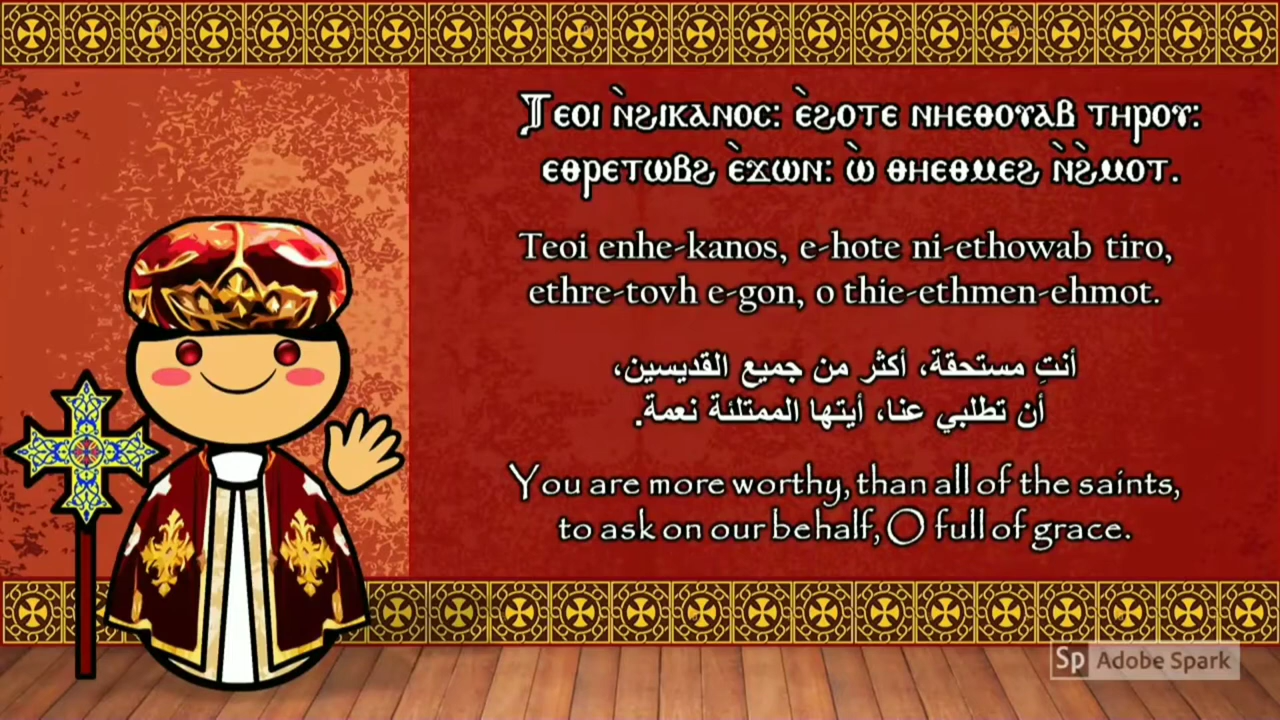 Ⲧⲉⲟⲓ ⲛ̀ϩⲓⲕⲁⲛⲟⲥ: ⲉ̀ϩⲟⲧⲉ ⲛⲏⲉⲑⲟⲩⲁⲃ ⲧⲏⲣⲟⲩ:
ⲉⲑⲣⲉⲧⲱⲃϩ ⲉ̀ϫⲱⲛ: ⲱ̀ ⲑⲏⲉⲑⲙⲉϩ ⲛ̀ϩ̀ⲙⲟⲧ.
Teoi enhe-kanos, e-hote ni-ethowab tiro,
ethre-tovh e-gon, o thie-ethmen-ehmot.
أنتِ مستحقة، أكثر من جميع القديسين،
أن تطلبي عنا، أيتها الممتلئة نعمة.
You are more worthy, than all of the saints,
to ask on our behalf, O full of grace.
Sp Adobe Spark